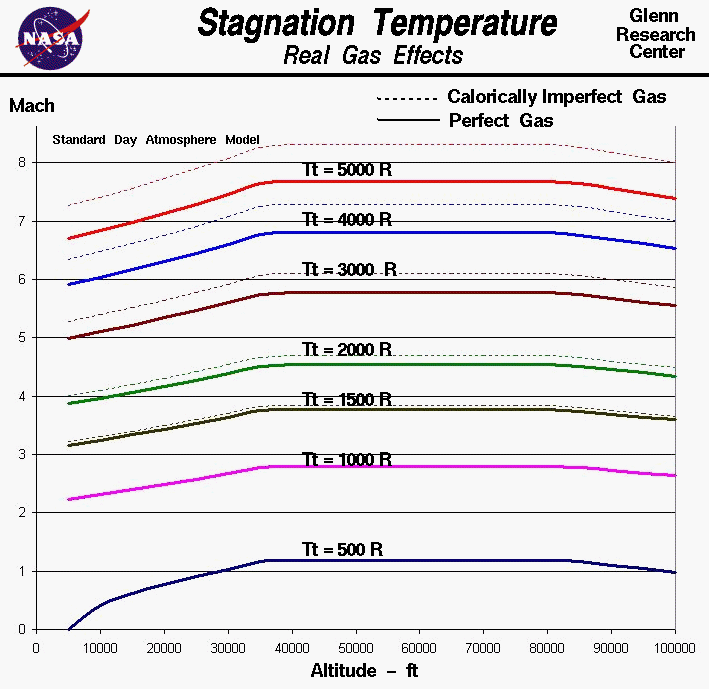 NASA
Stagnation Temperature
Real Gas Effects
Glenn
Research
Center
Mach
Calorically Imperfect Gas
Perfect Gas
Standard Day Atmosphere Model
8
7
6
5
4
3
2
1
0
Tt = 5000 R
Tt = 4000 R
Tt = 3000 R
Tt = 2000 R
Tt = 1500 R
Tt = 1000 R
Tt = 500 R
0 10000 20000 30000 40000 50000 60000 70000 80000 90000 100000
Altitude - ft